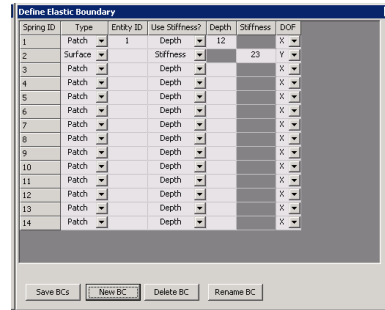 Define Elastic Boundary
Spring ID Type Entity ID Use Stiffness? Depth Stiffness DOF
1 Patch 1 Depth 12 X
2 Surface Stiffness 23 Y
3 Patch Depth X
4 Patch Depth X
5 Patch Depth X
6 Patch Depth X
7 Patch Depth X
8 Patch Depth X
9 Patch Depth X
10 Patch Depth X
11 Patch Depth X
12 Patch Depth X
13 Patch Depth X
14 Patch Depth X
Save BCs New BC Delete BC Rename BC